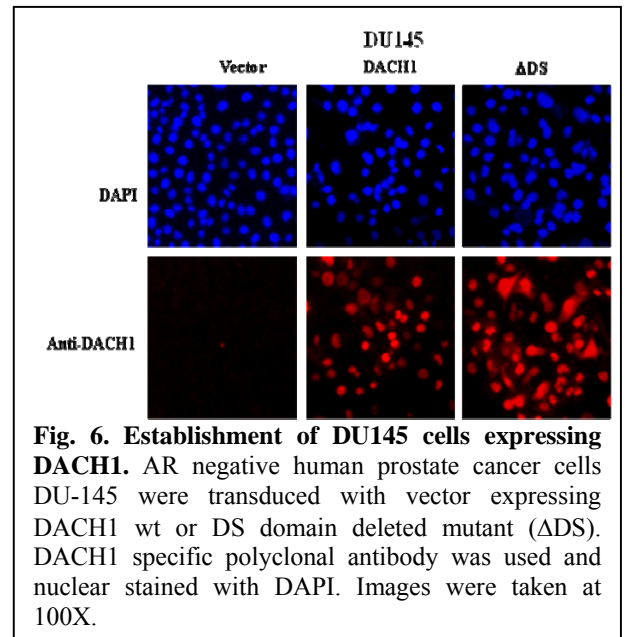 DU145
Vector DACH1 ΔDS
DAPI
Anti-DACH1
Fig. 6. Establishment of DU145 cells expressing
DACH1. AR negative human prostate cancer cells
DU-145 were transduced with vector expressing
DACH1 wt or DS domain deleted mutant (ΔDS).
DACH1 specific polyclonal antibody was used and
nuclear stained with DAPI. Images were taken at
100X.